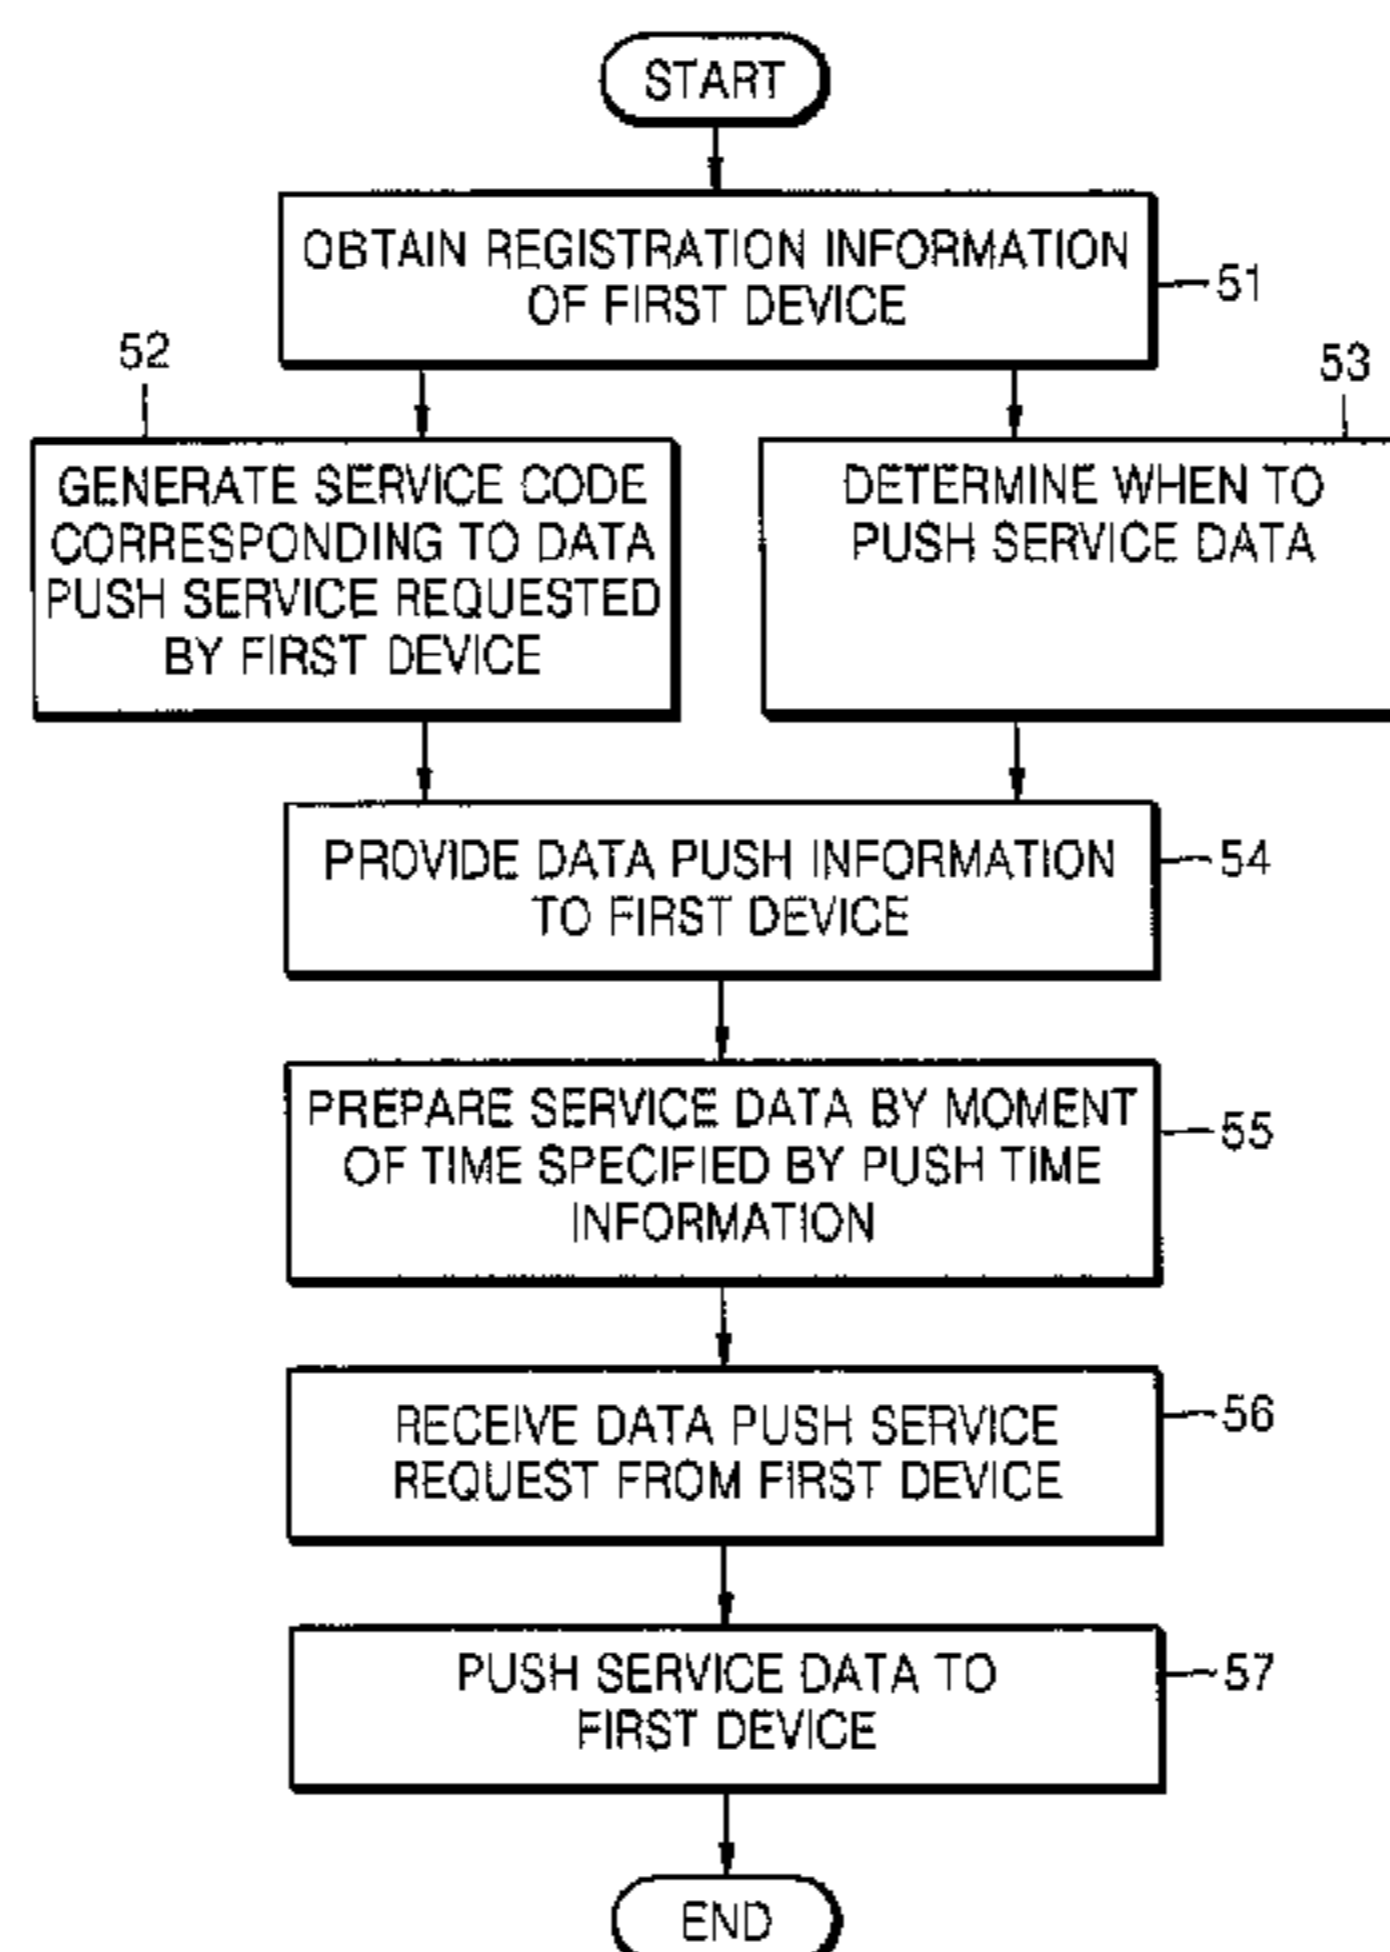 START
OBTAIN REGISTRATION INFORMATION
OF FIRST DEVICE
51
52
53
GENERATE SERVICE CODE
CORRESPONDING TO DATA
PUSH SERVICE REQUESTED
BY FIRST DEVICE
DETERMINE WHEN TO
PUSH SERVICE DATA
PROVIDE DATA PUSH INFORMATION
TO FIRST DEVICE
54
PREPARE SERVICE DATA BY MOMENT
OF TIME SPECIFIED BY PUSH TIME
INFORMATION
55
RECEIVE DATA PUSH SERVICE
REQUEST FROM FIRST DEVICE
56
PUSH SERVICE DATA TO
FIRST DEVICE
57
END